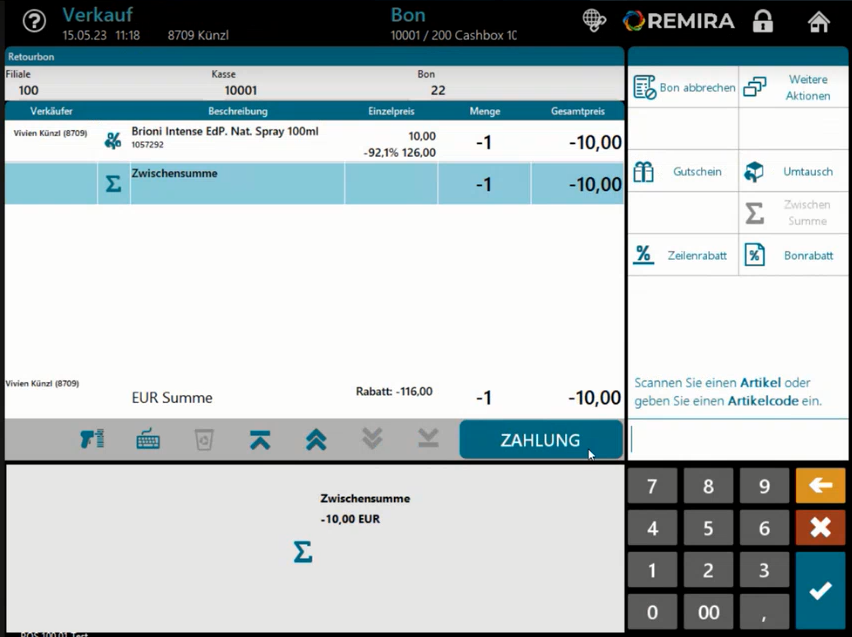 Verkauf
15.05.23 11:18 8709 Künzl
Bon
10001 / 200 Cashbox 10
REMIRA
Retourbon
Filiale Kasse Bon
100 10001 22
Verkäufer Beschreibung Einzelpreis Menge Gesamtpreis
Vivien Künzl (8709) Brioni Intense EdP. Nat. Spray 100ml 10,00 -1 -10,00
1057292 -92,1% 126,00
Σ Zwischensumme -1 -10,00
Vivien Künzl (8709)
EUR Summe Rabatt: -116,00 -1 -10,00
ZAHLUNG
Zwischensumme
-10,00 EUR
Σ
POS 100.01 Test
Bon abbrechen
Weitere
Aktionen
Gutschein Umtausch
Σ Zwischen
Summe
% Zeilenrabatt % Bonrabatt
Scannen Sie einen Artikel oder
geben Sie einen Artikelcode ein.
7 8 9
4 5 6
1 2 3
0 00 ,